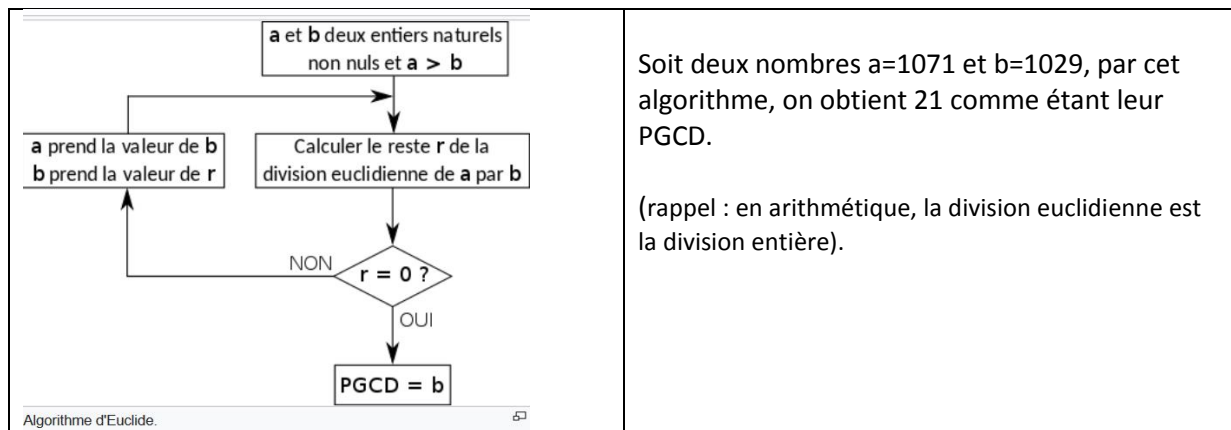 a et b deux entiers naturels
non nuls et a > b
a prend la valeur de b
b prend la valeur de r
Calculer le reste r de la
division euclidienne de a par b
NON
r = 0 ?
OUI
PGCD = b
Algorithme d'Euclide.
Soit deux nombres a=1071 et b=1029, par cet
algorithme, on obtient 21 comme étant leur
PGCD.
(rappel : en arithmétique, la division euclidienne est
la division entière).